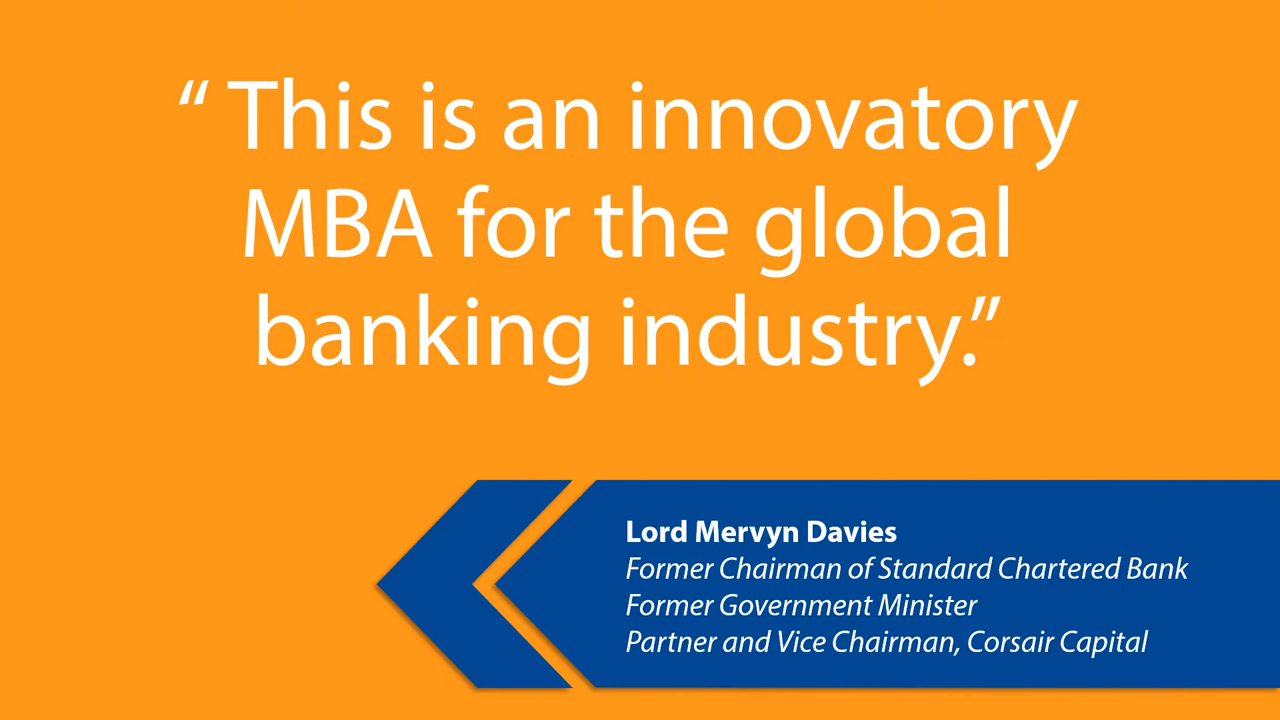 “ This is an innovatory
MBA for the global
banking industry.”
Lord Mervyn Davies
Former Chairman of Standard Chartered Bank
Former Government Minister
Partner and Vice Chairman, Corsair Capital